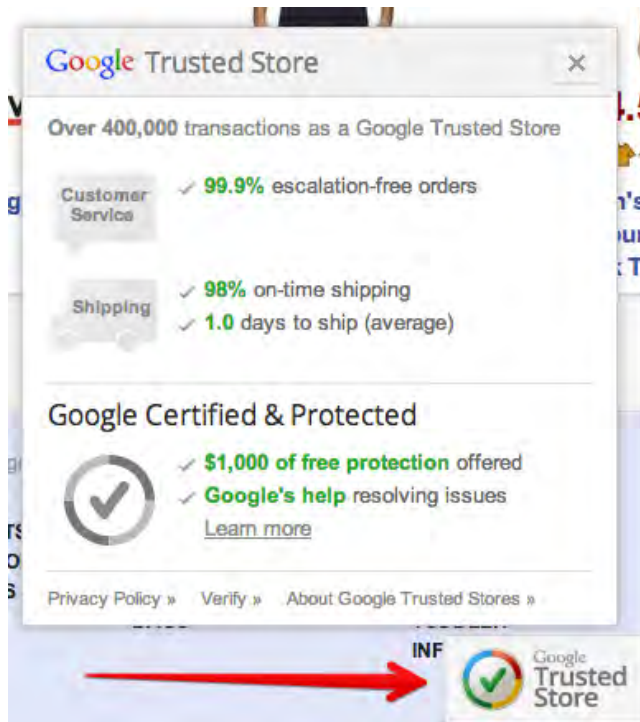 Google Trusted Store
Over 400,000 transactions as a Google Trusted Store
Customer
Service
99.9% escalation-free orders
Shipping
98% on-time shipping
1.0 days to ship (average)
Google Certified & Protected
$1,000 of free protection offered
Google's help resolving issues
Learn more
Privacy Policy » Verify » About Google Trusted Stores »
INF
Google
Trusted
Store